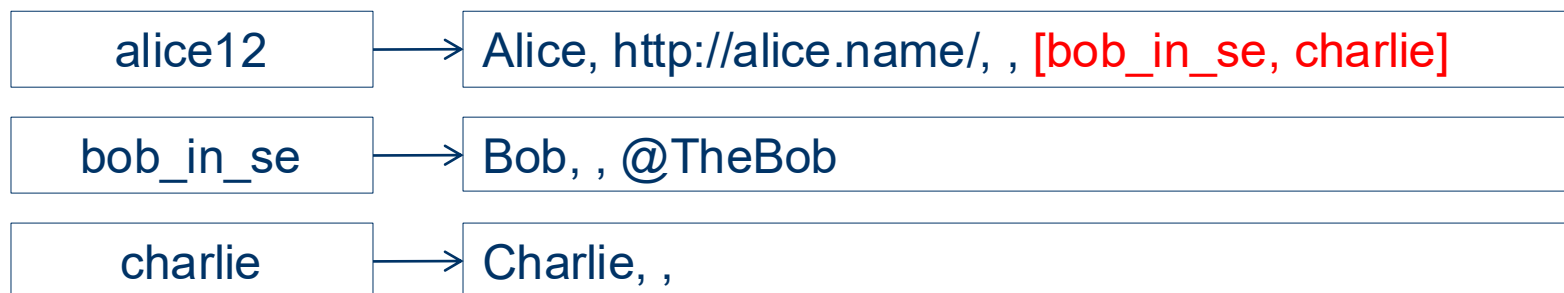 alice12 Alice, http://alice.name/, , [bob_in_se, charlie]
bob_in_se Bob, , @TheBob
charlie Charlie, ,